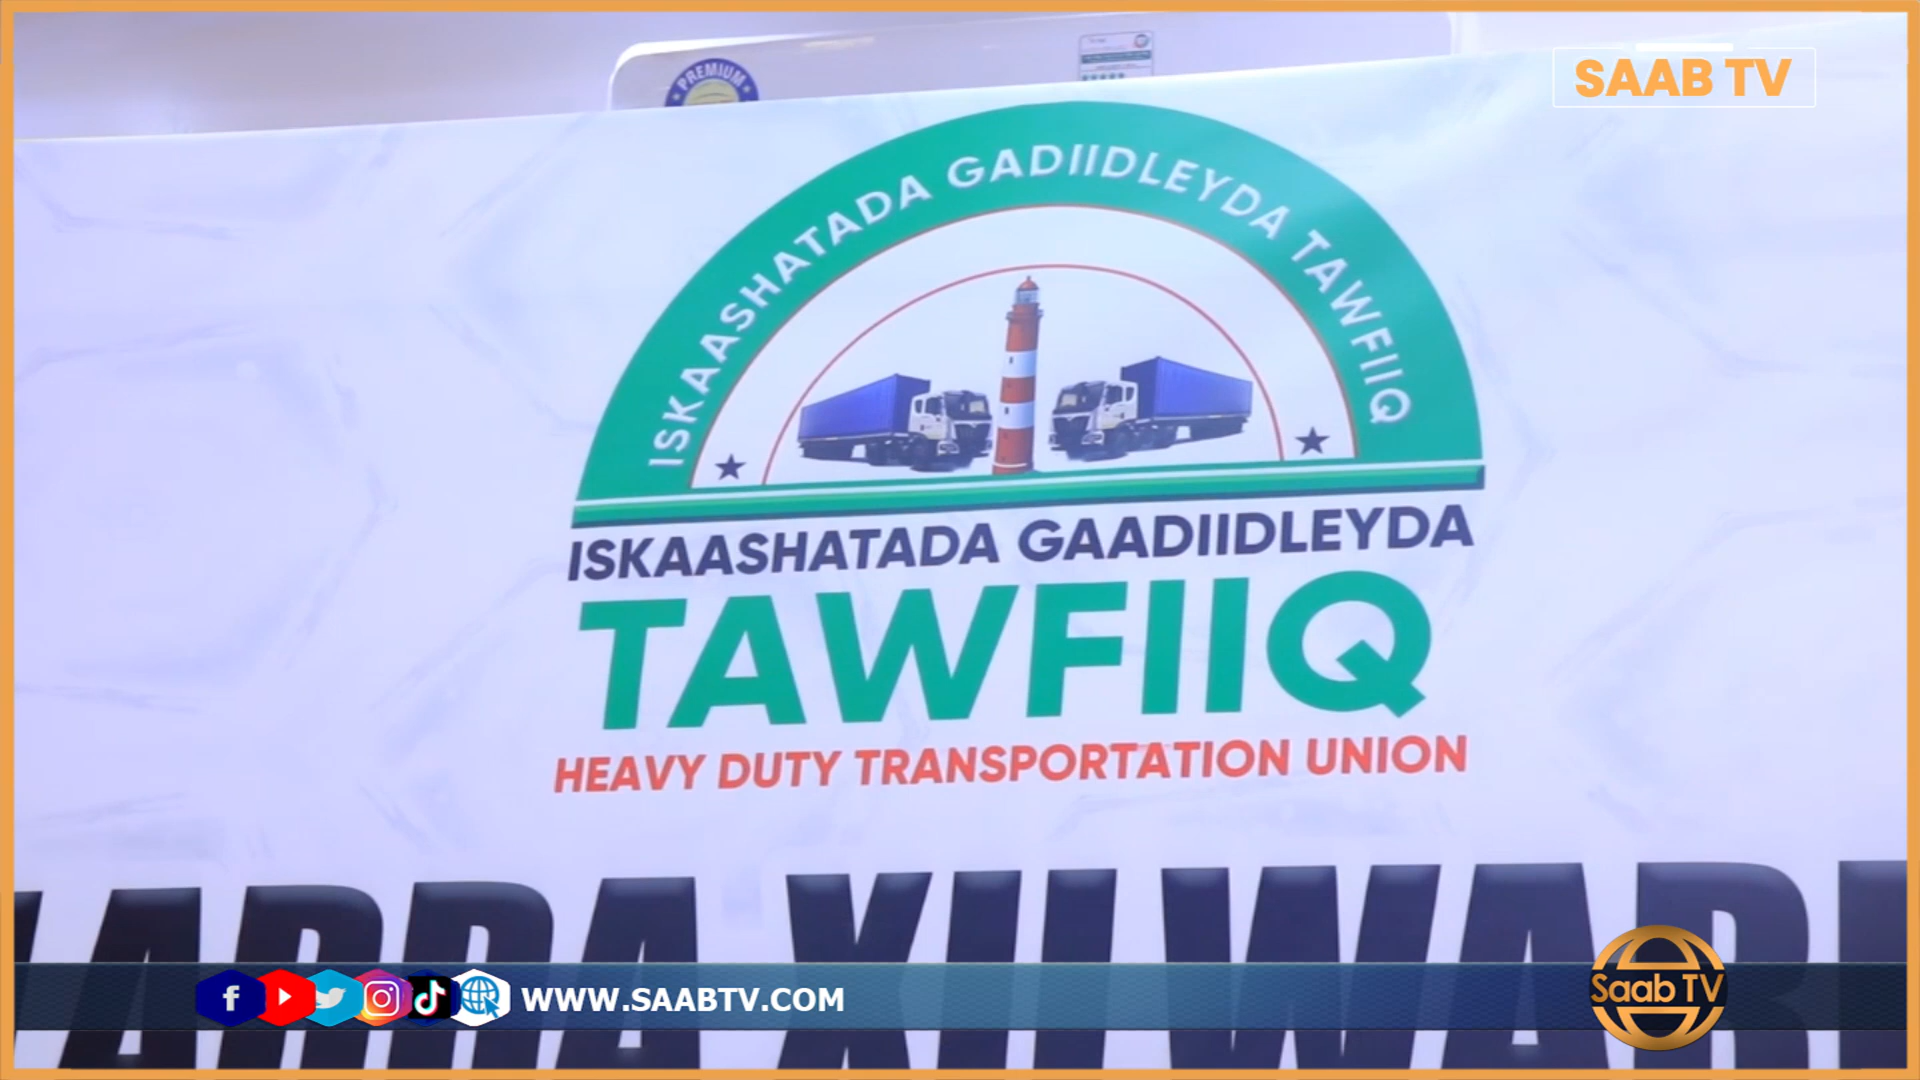 SAAB TV
PREMIUM
ISKAASHATADA GADIIDLEYDA TAWFIIQ
ISKAASHATADA GAADIIDLEYDA
TAWFIIQ
HEAVY DUTY TRANSPORTATION UNION
WWW.SAABTV.COM
Saab TV